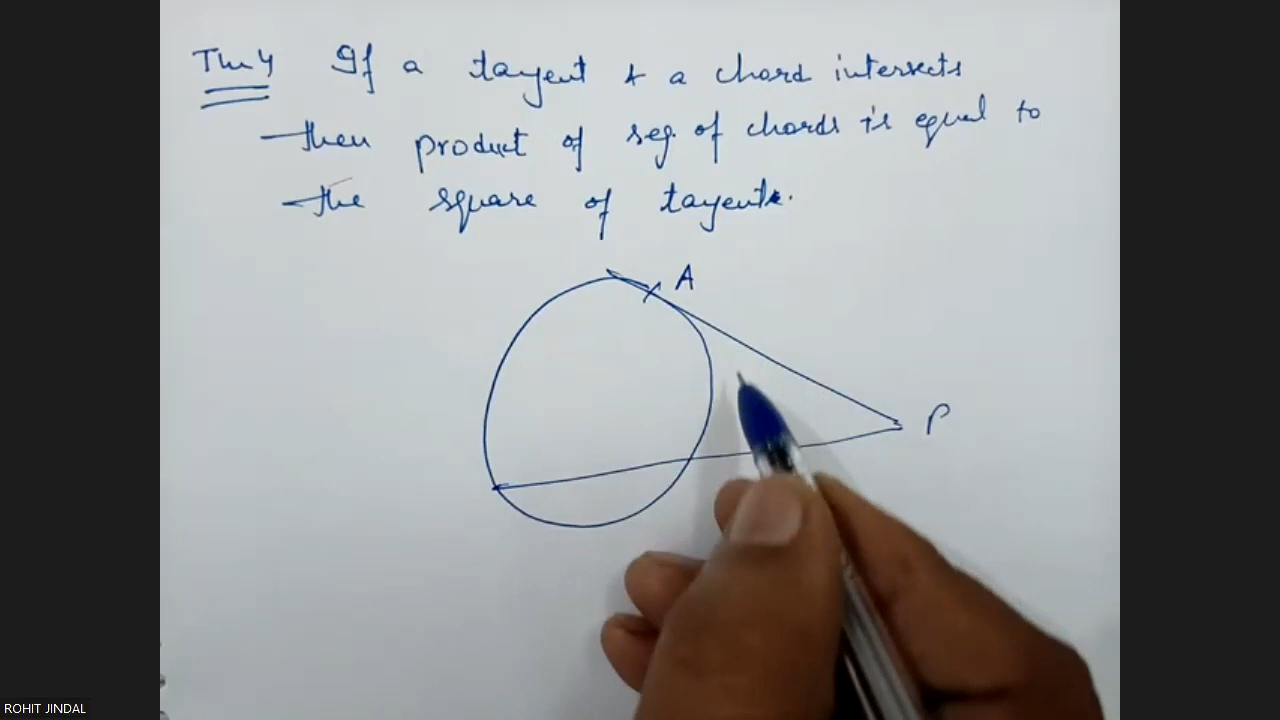 Thm 4 If a tangent & a chord intersects
then product of seg. of chords is equal to
the square of tangent.
A
P
ROHIT JINDAL